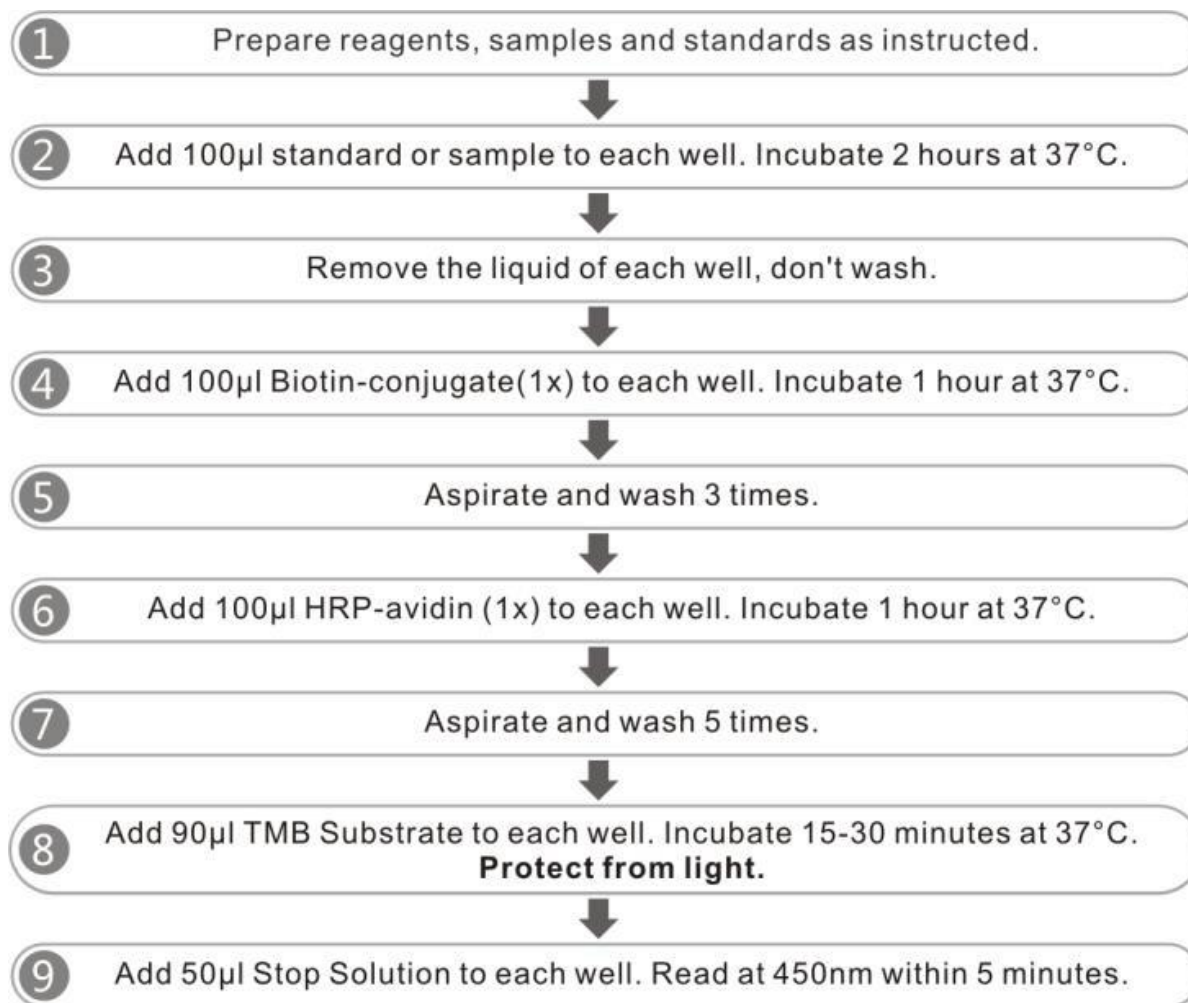 1 Prepare reagents, samples and standards as instructed.
2 Add 100µl standard or sample to each well. Incubate 2 hours at 37°C.
3 Remove the liquid of each well, don't wash.
4 Add 100µl Biotin-conjugate(1x) to each well. Incubate 1 hour at 37°C.
5 Aspirate and wash 3 times.
6 Add 100µl HRP-avidin (1x) to each well. Incubate 1 hour at 37°C.
7 Aspirate and wash 5 times.
8 Add 90µl TMB Substrate to each well. Incubate 15-30 minutes at 37°C.
Protect from light.
9 Add 50µl Stop Solution to each well. Read at 450nm within 5 minutes.